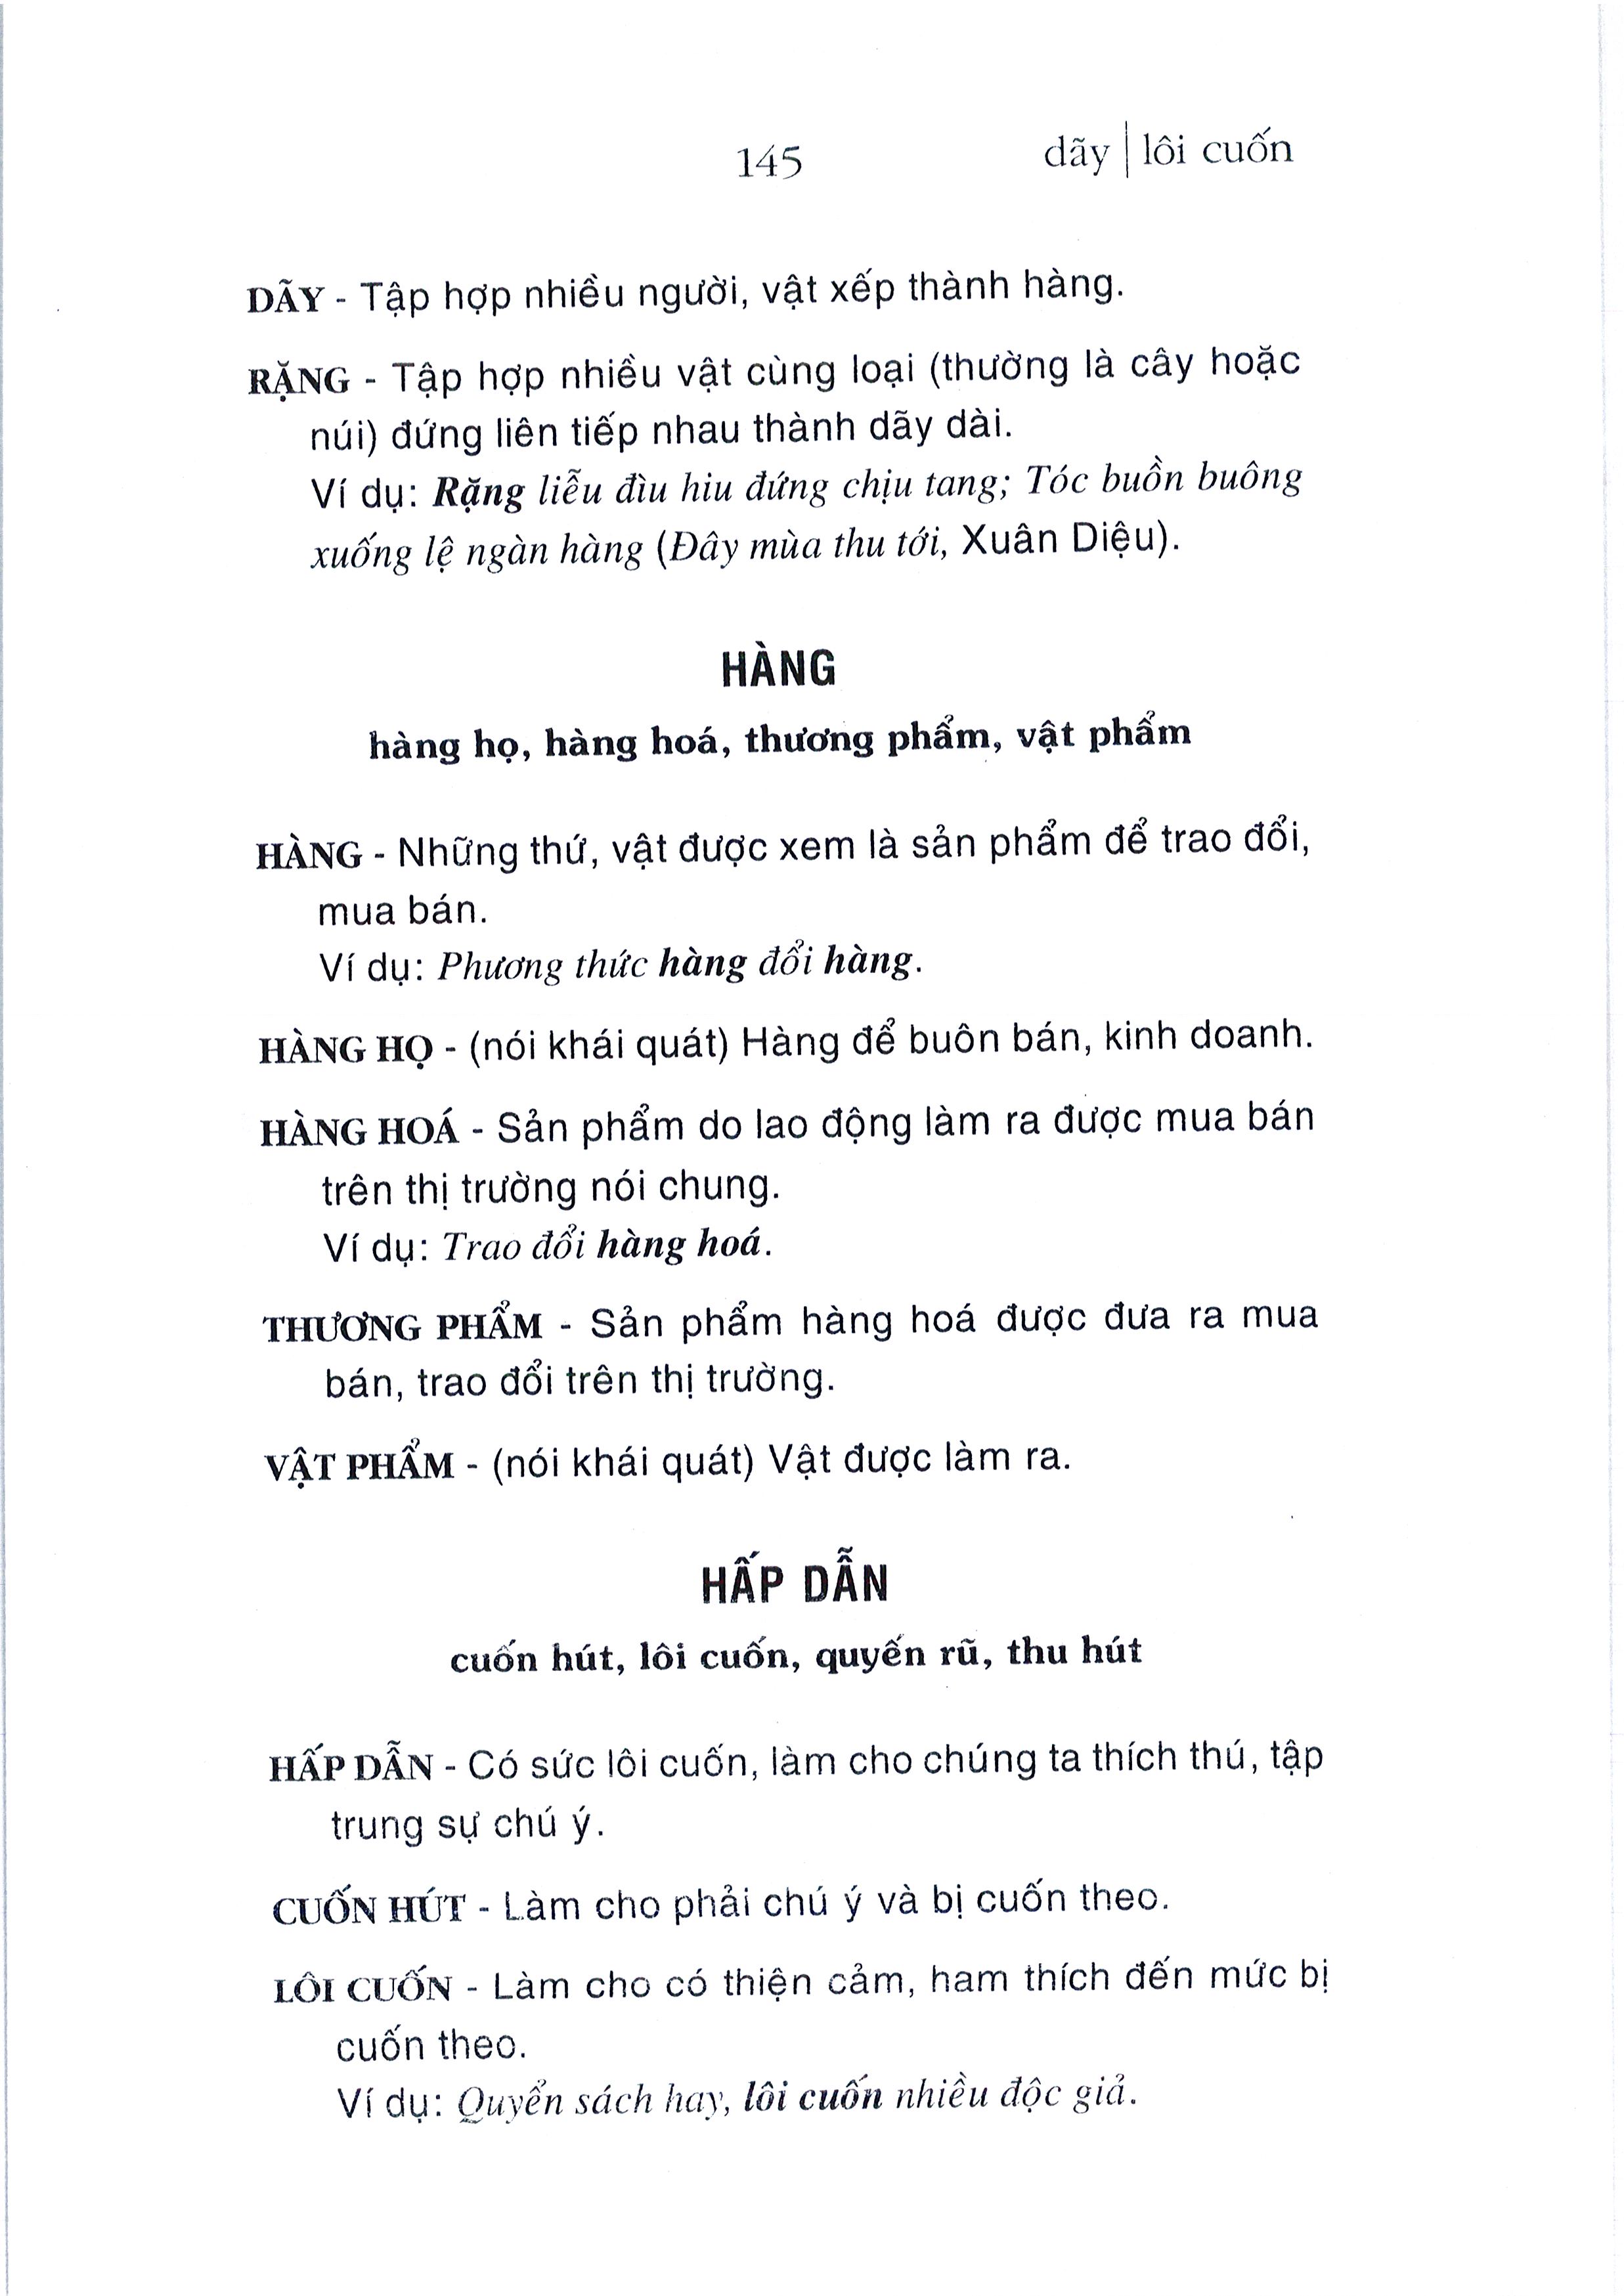 145
dãy | lôi cuốn
DÃY - Tập hợp nhiều người, vật xếp thành hàng.
RẶNG - Tập hợp nhiều vật cùng loại (thường là cây hoặc
núi) đứng liên tiếp nhau thành dãy dài.
Ví dụ: Rặng liễu đìu hiu đứng chịu tang; Tóc buồn buông
xuống lệ ngàn hàng (Đây mùa thu tới, Xuân Diệu).
HÀNG
hàng họ, hàng hoá, thương phẩm, vật phẩm
HÀNG - Những thứ, vật được xem là sản phẩm để trao đổi,
mua bán.
Ví dụ: Phương thức hàng đổi hàng.
HÀNG HỌ - (nói khái quát) Hàng để buôn bán, kinh doanh.
HÀNG HOÁ - Sản phẩm do lao động làm ra được mua bán
trên thị trường nói chung.
Ví dụ: Trao đổi hàng hoá.
THƯƠNG PHẨM - Sản phẩm hàng hoá được đưa ra mua
bán, trao đổi trên thị trường.
VẬT PHẨM - (nói khái quát) Vật được làm ra.
HẤP DẪN
cuốn hút, lôi cuốn, quyến rũ, thu hút
HẤP DẪN - Có sức lôi cuốn, làm cho chúng ta thích thú, tập
trung sự chú ý.
CUỐN HÚT - Làm cho phải chú ý và bị cuốn theo.
LÔI CUỐN - Làm cho có thiện cảm, ham thích đến mức bị
cuốn theo.
Ví dụ: Quyển sách hay, lôi cuốn nhiều độc giả.